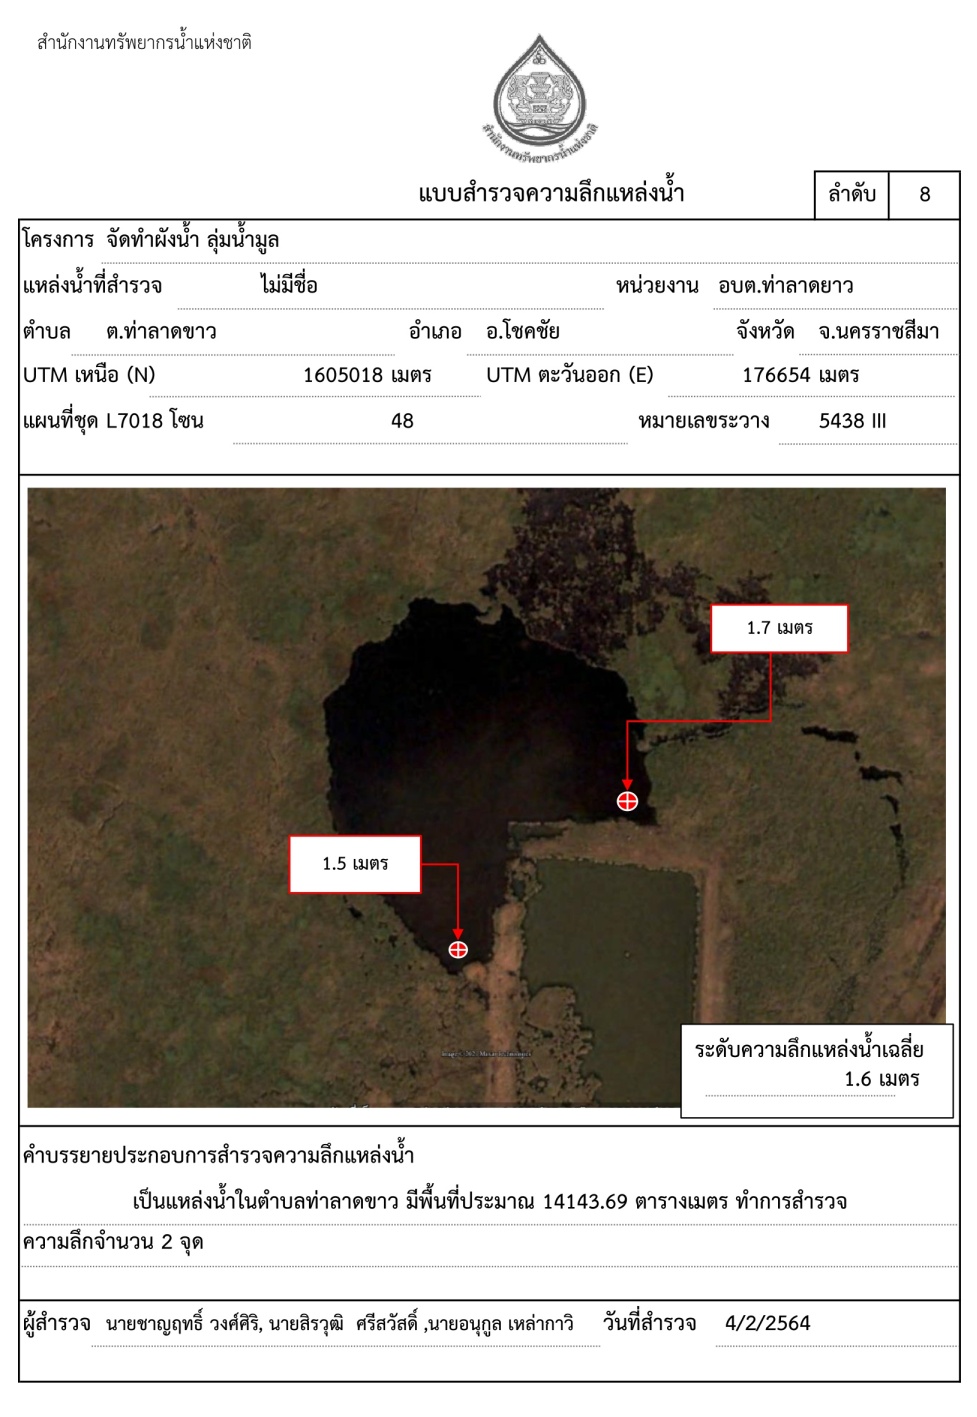 สำนักงานทรัพยากรน้ำแห่งชาติ
สำนักงานทรัพยากรน้ำแห่งชาติ
แบบสำรวจความลึกแหล่งน้ำ ลำดับ 8
โครงการ จัดทำผังน้ำ ลุ่มน้ำมูล
แหล่งน้ำที่สำรวจ ไม่มีชื่อ หน่วยงาน อบต.ท่าลาดยาว
ตำบล ต.ท่าลาดขาว อำเภอ อ.โชคชัย จังหวัด จ.นครราชสีมา
UTM เหนือ (N) 1605018 เมตร UTM ตะวันออก (E) 176654 เมตร
แผนที่ชุด L7018 โซน 48 หมายเลขระวาง 5438 III
1.7 เมตร
1.5 เมตร
ระดับความลึกแหล่งน้ำเฉลี่ย
1.6 เมตร
คำบรรยายประกอบการสำรวจความลึกแหล่งน้ำ
เป็นแหล่งน้ำในตำบลท่าลาดขาว มีพื้นที่ประมาณ 14143.69 ตารางเมตร ทำการสำรวจ
ความลึกจำนวน 2 จุด
ผู้สำรวจ นายชาญฤทธิ์ วงศ์ศิริ, นายสิรวุฒิ ศรีสวัสดิ์ ,นายอนุกูล เหล่ากาวิ วันที่สำรวจ 4/2/2564